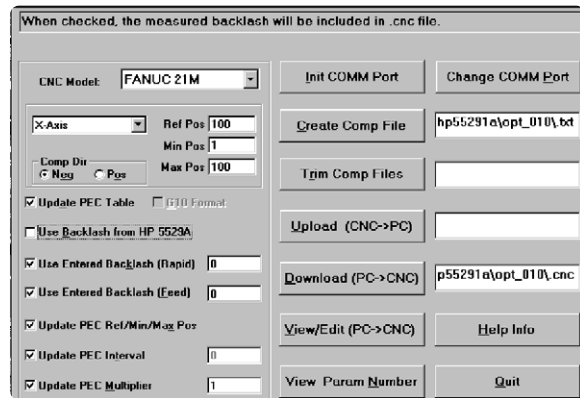 When checked, the measured backlash will be included in .cnc file.
CNC Model: FANUC 21M
X-Axis
Ref Pos 100
Min Pos 1
Max Pos 100
Comp Dir
Neg Pos
Update PEC Table G10 Format
Use Backlash from HP 5529A
Use Entered Backlash (Rapid) 0
Use Entered Backlash (Feed) 0
Update PEC Ref/Min/Max Pos
Update PEC Interval 0
Update PEC Multiplier 1
Init COMM Port
Change COMM Port
Create Comp File
hp55291a\opt_010\.txt
Trim Comp Files
Upload (CNC->PC)
Download (PC->CNC)
p55291a\opt_010\.cnc
View/Edit (PC->CNC)
Help Info
View Param Number
Quit